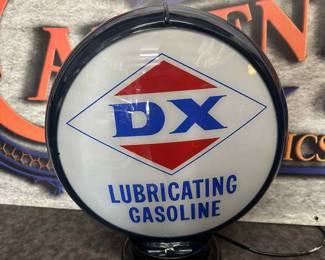 DX
LUBRICATING
GASOLINE